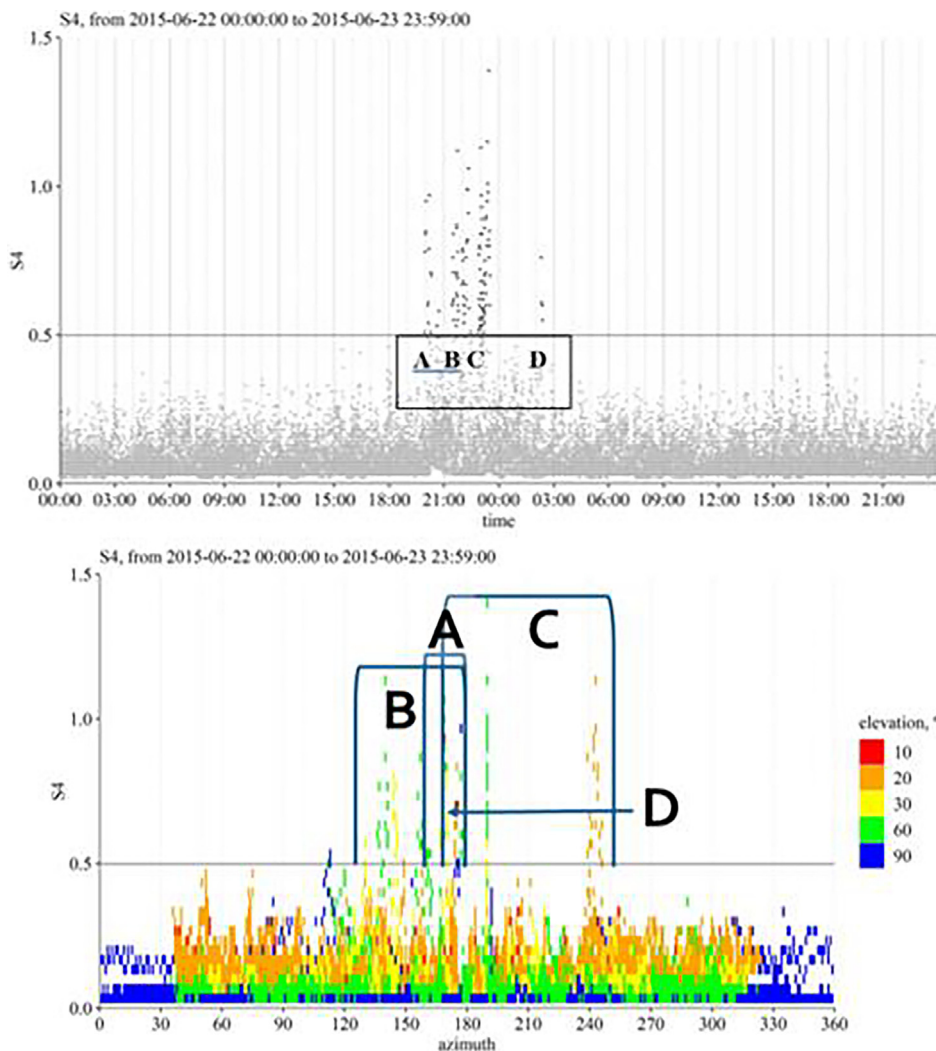 S4, from 2015-06-22 00:00:00 to 2015-06-23 23:59:00
1.5
1.0
S4
0.5
A B C D
0.0
00:00 03:00 06:00 09:00 12:00 15:00 18:00 21:00 00:00 03:00 06:00 09:00 12:00 15:00 18:00 21:00
time
S4, from 2015-06-22 00:00:00 to 2015-06-23 23:59:00
1.5
A C
B
1.0
elevation, °
10
S4
20
D
30
60
0.5
90
0.0
0 30 60 90 120 150 180 210 240 270 300 330 360
azimuth